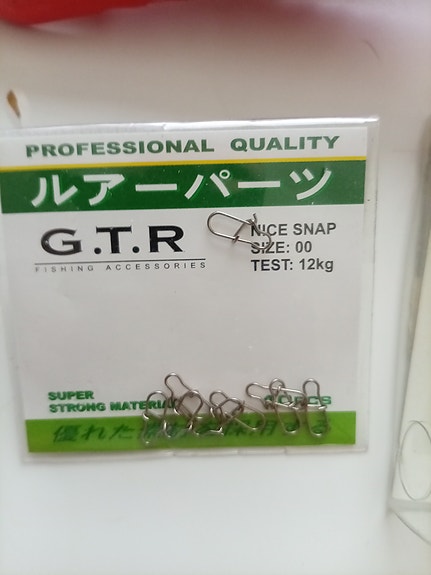 PROFESSIONAL QUALITY
ルアーパーツ
G.T.R
FISHING ACCESSORIES
NICE SNAP
SIZE: 00
TEST: 12kg
SUPER
STRONG MATERIAL
優れた